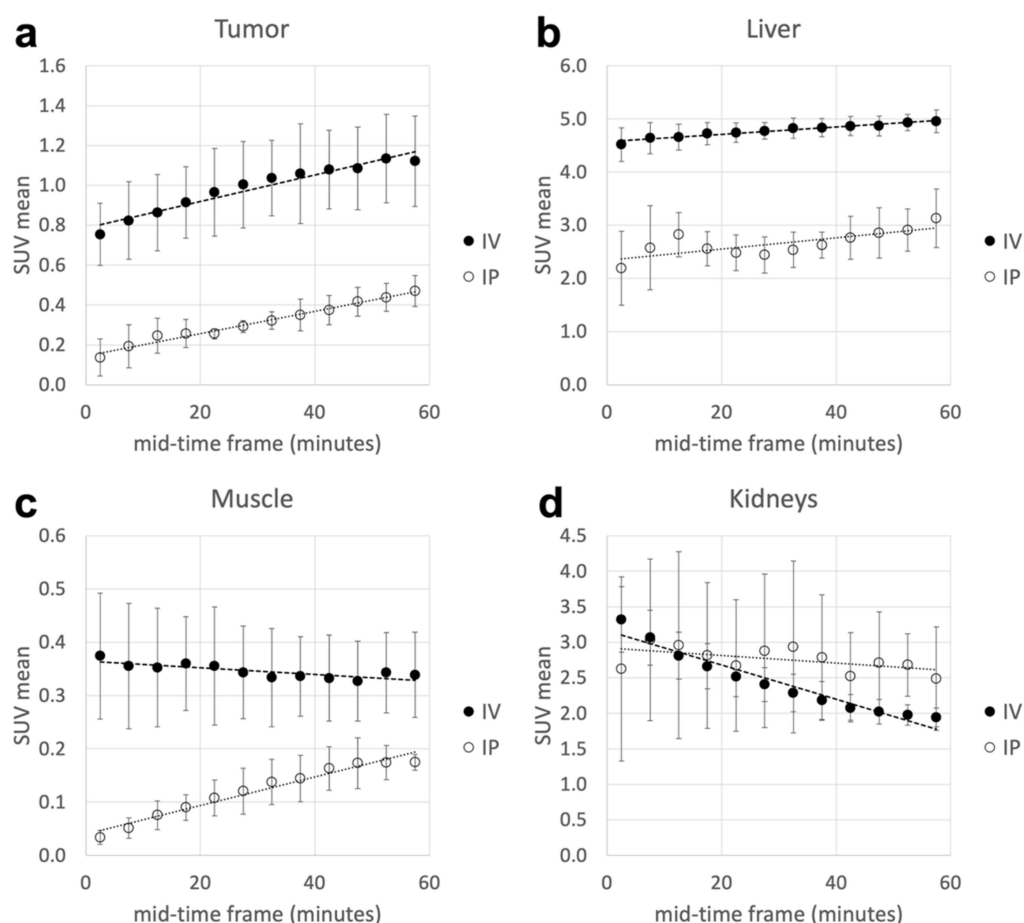 a
Tumor
1.6
1.4
1.2
1.0
0.8
0.6
0.4
0.2
0.0
SUV mean
0 20 40 60
mid-time frame (minutes)
IV
IP
b
Liver
6.0
5.0
4.0
3.0
2.0
1.0
0.0
SUV mean
0 20 40 60
mid-time frame (minutes)
IV
IP
c
Muscle
0.6
0.5
0.4
0.3
0.2
0.1
0.0
SUV mean
0 20 40 60
mid-time frame (minutes)
IV
IP
d
Kidneys
4.5
4.0
3.5
3.0
2.5
2.0
1.5
1.0
0.5
0.0
SUV mean
0 20 40 60
mid-time frame (minutes)
IV
IP